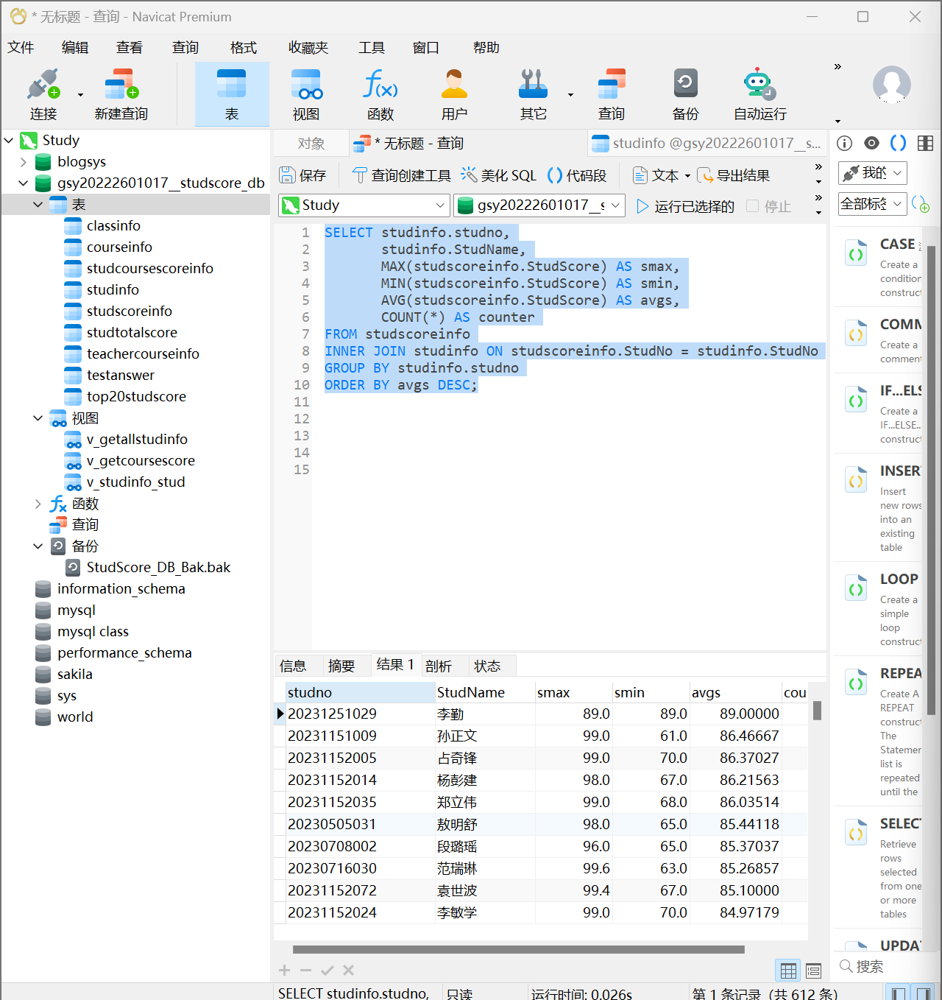 * 无标题 - 查询 - Navicat Premium
文件 编辑 查看 查询 格式 收藏夹 工具 窗口 帮助
连接 新建查询 表 视图 函数 用户 其它 查询 备份 自动运行
Study
blogsys
gsy20222601017__studscore_db
表
classinfo
courseinfo
studcoursescoreinfo
studinfo
studscoreinfo
studtotalscore
teachercourseinfo
testanswer
top20studscore
视图
v_getallstudinfo
v_getcoursescore
v_studinfo_stud
函数
查询
备份
StudScore_DB_Bak.bak
information_schema
mysql
mysql class
performance_schema
sakila
sys
world
对象 * 无标题 - 查询 studinfo @gsy20222601017__s...
保存 查询创建工具 美化 SQL 代码段 文本 导出结果
Study gsy20222601017__s 运行已选择的 停止
1 SELECT studinfo.studno,
2 studinfo.StudName,
3 MAX(studscoreinfo.StudScore) AS smax,
4 MIN(studscoreinfo.StudScore) AS smin,
5 AVG(studscoreinfo.StudScore) AS avgs,
6 COUNT(*) AS counter
7 FROM studscoreinfo
8 INNER JOIN studinfo ON studscoreinfo.StudNo = studinfo.StudNo
9 GROUP BY studinfo.studno
10 ORDER BY avgs DESC;
11
12
13
14
15
信息 摘要 结果 1 剖析 状态
studno StudName smax smin avgs cou
20231251029 李勤 89.0 89.0 89.00000
20231151009 孙正文 99.0 61.0 86.46667
20231152005 占奇锋 99.0 70.0 86.37027
20231152014 杨彭建 98.0 67.0 86.21563
20231152035 郑立伟 99.0 68.0 86.03514
20230505031 敖明舒 98.0 65.0 85.44118
20230708002 段璐瑶 96.0 65.0 85.37037
20230716030 范瑞琳 99.6 63.0 85.26857
20231152072 袁世波 99.4 67.0 85.10000
20231152024 李敏学 99.0 70.0 84.97179
我的
全部标签
CASE
Create a
condition
construct
COMM
Create a
comment
IF...ELS
Create a
IF...ELSE...
construct
INSER
Insert
new rows
into an
existing
table
LOOP
Create a
simple
loop
construct
REPEA
Create A
REPEAT
construct
The
Statemer
list is
repeated
until the
SELECT
Retrieve
rows
selected
from one
or more
tables
UPDA
搜索
SELECT studinfo.studno, 只读 运行时间: 0.026s 第 1 条记录 (共 612 条)